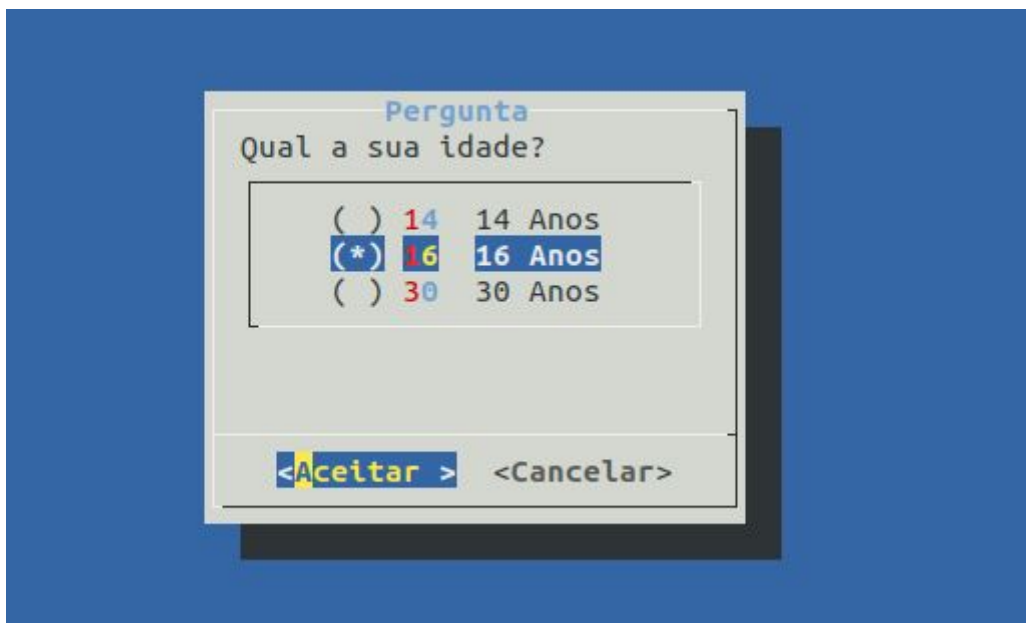 Pergunta
Qual a sua idade?
( ) 14 14 Anos
(*) 16 16 Anos
( ) 30 30 Anos
<Aceitar > <Cancelar>